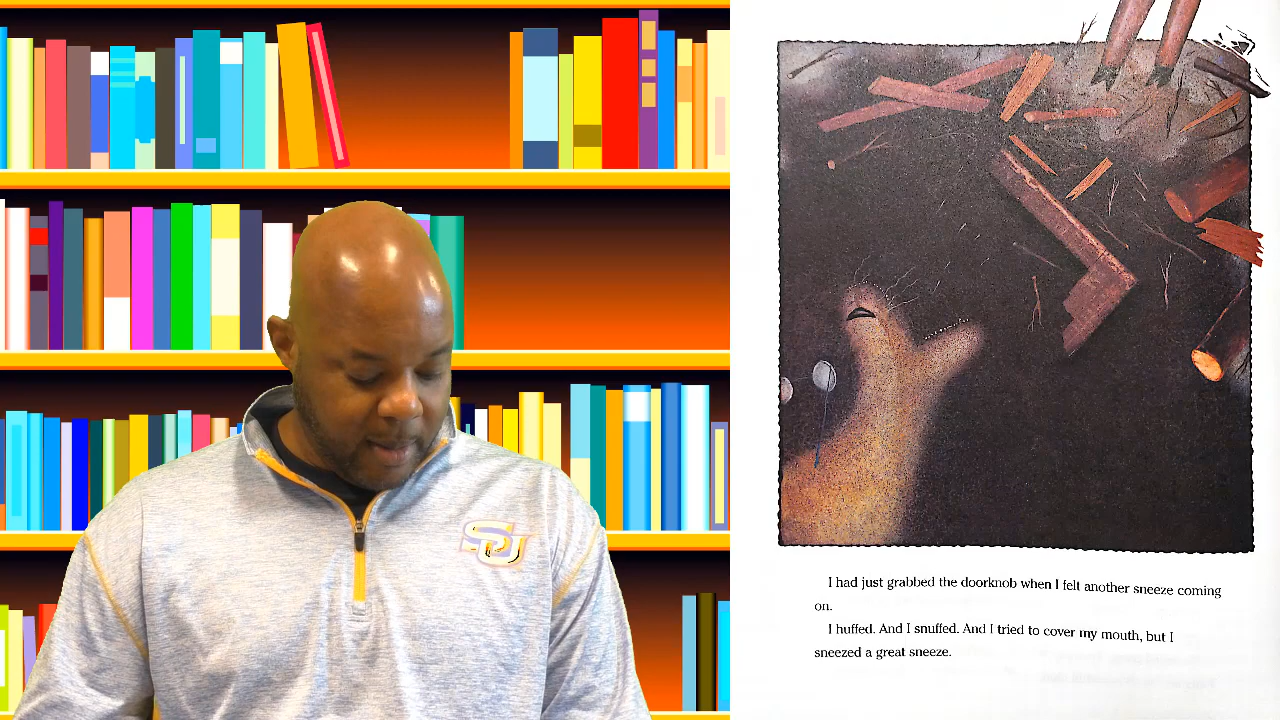 SU
I had just grabbed the doorknob when I felt another sneeze coming
on.
I huffed. And I snuffed. And I tried to cover my mouth, but I
sneezed a great sneeze.